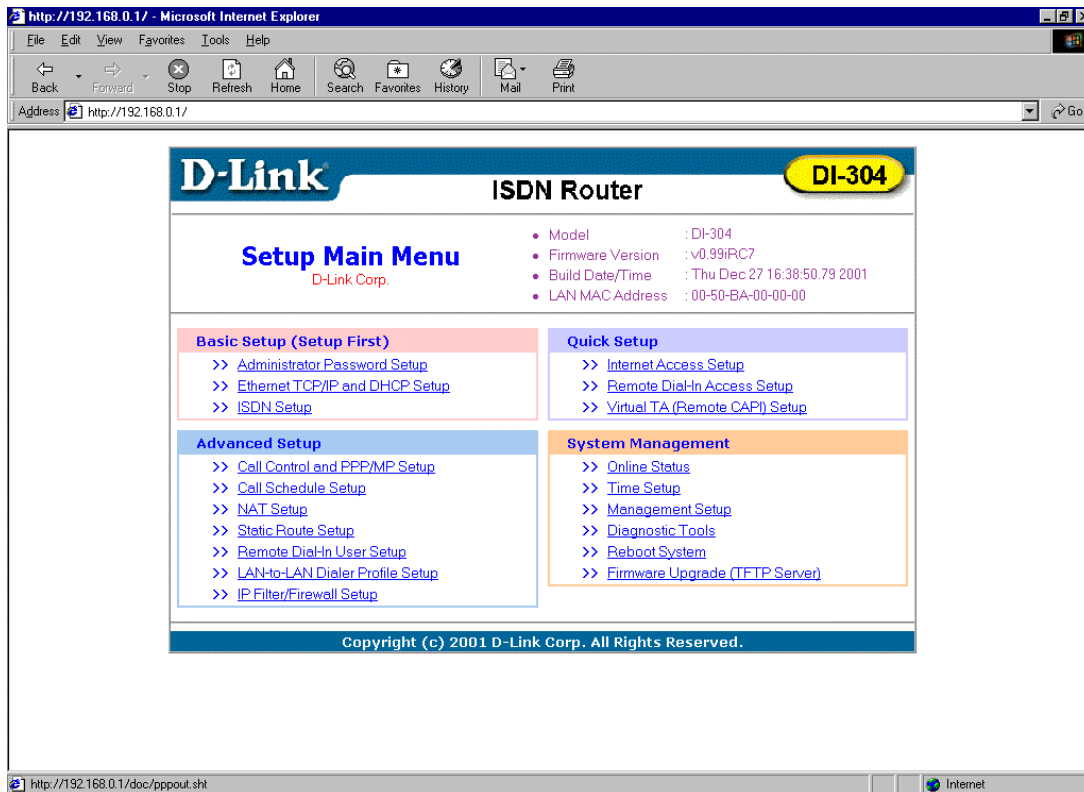 http://192.168.0.1/ - Microsoft Internet Explorer
File Edit View Favorites Tools Help
Back Forward Stop Refresh Home Search Favorites History Mail Print
Address http://192.168.0.1/ Go
D-Link
ISDN Router
DI-304
Setup Main Menu
D-Link Corp.
• Model : DI-304
• Firmware Version : v0.99iRC7
• Build Date/Time : Thu Dec 27 16:38:50.79 2001
• LAN MAC Address : 00-50-BA-00-00-00
Basic Setup (Setup First)
>> Administrator Password Setup
>> Ethernet TCP/IP and DHCP Setup
>> ISDN Setup
Quick Setup
>> Internet Access Setup
>> Remote Dial-In Access Setup
>> Virtual TA (Remote CAPI) Setup
Advanced Setup
>> Call Control and PPP/MP Setup
>> Call Schedule Setup
>> NAT Setup
>> Static Route Setup
>> Remote Dial-In User Setup
>> LAN-to-LAN Dialer Profile Setup
>> IP Filter/Firewall Setup
System Management
>> Online Status
>> Time Setup
>> Management Setup
>> Diagnostic Tools
>> Reboot System
>> Firmware Upgrade (TFTP Server)
Copyright (c) 2001 D-Link Corp. All Rights Reserved.
http://192.168.0.1/doc/pppout.sht Internet